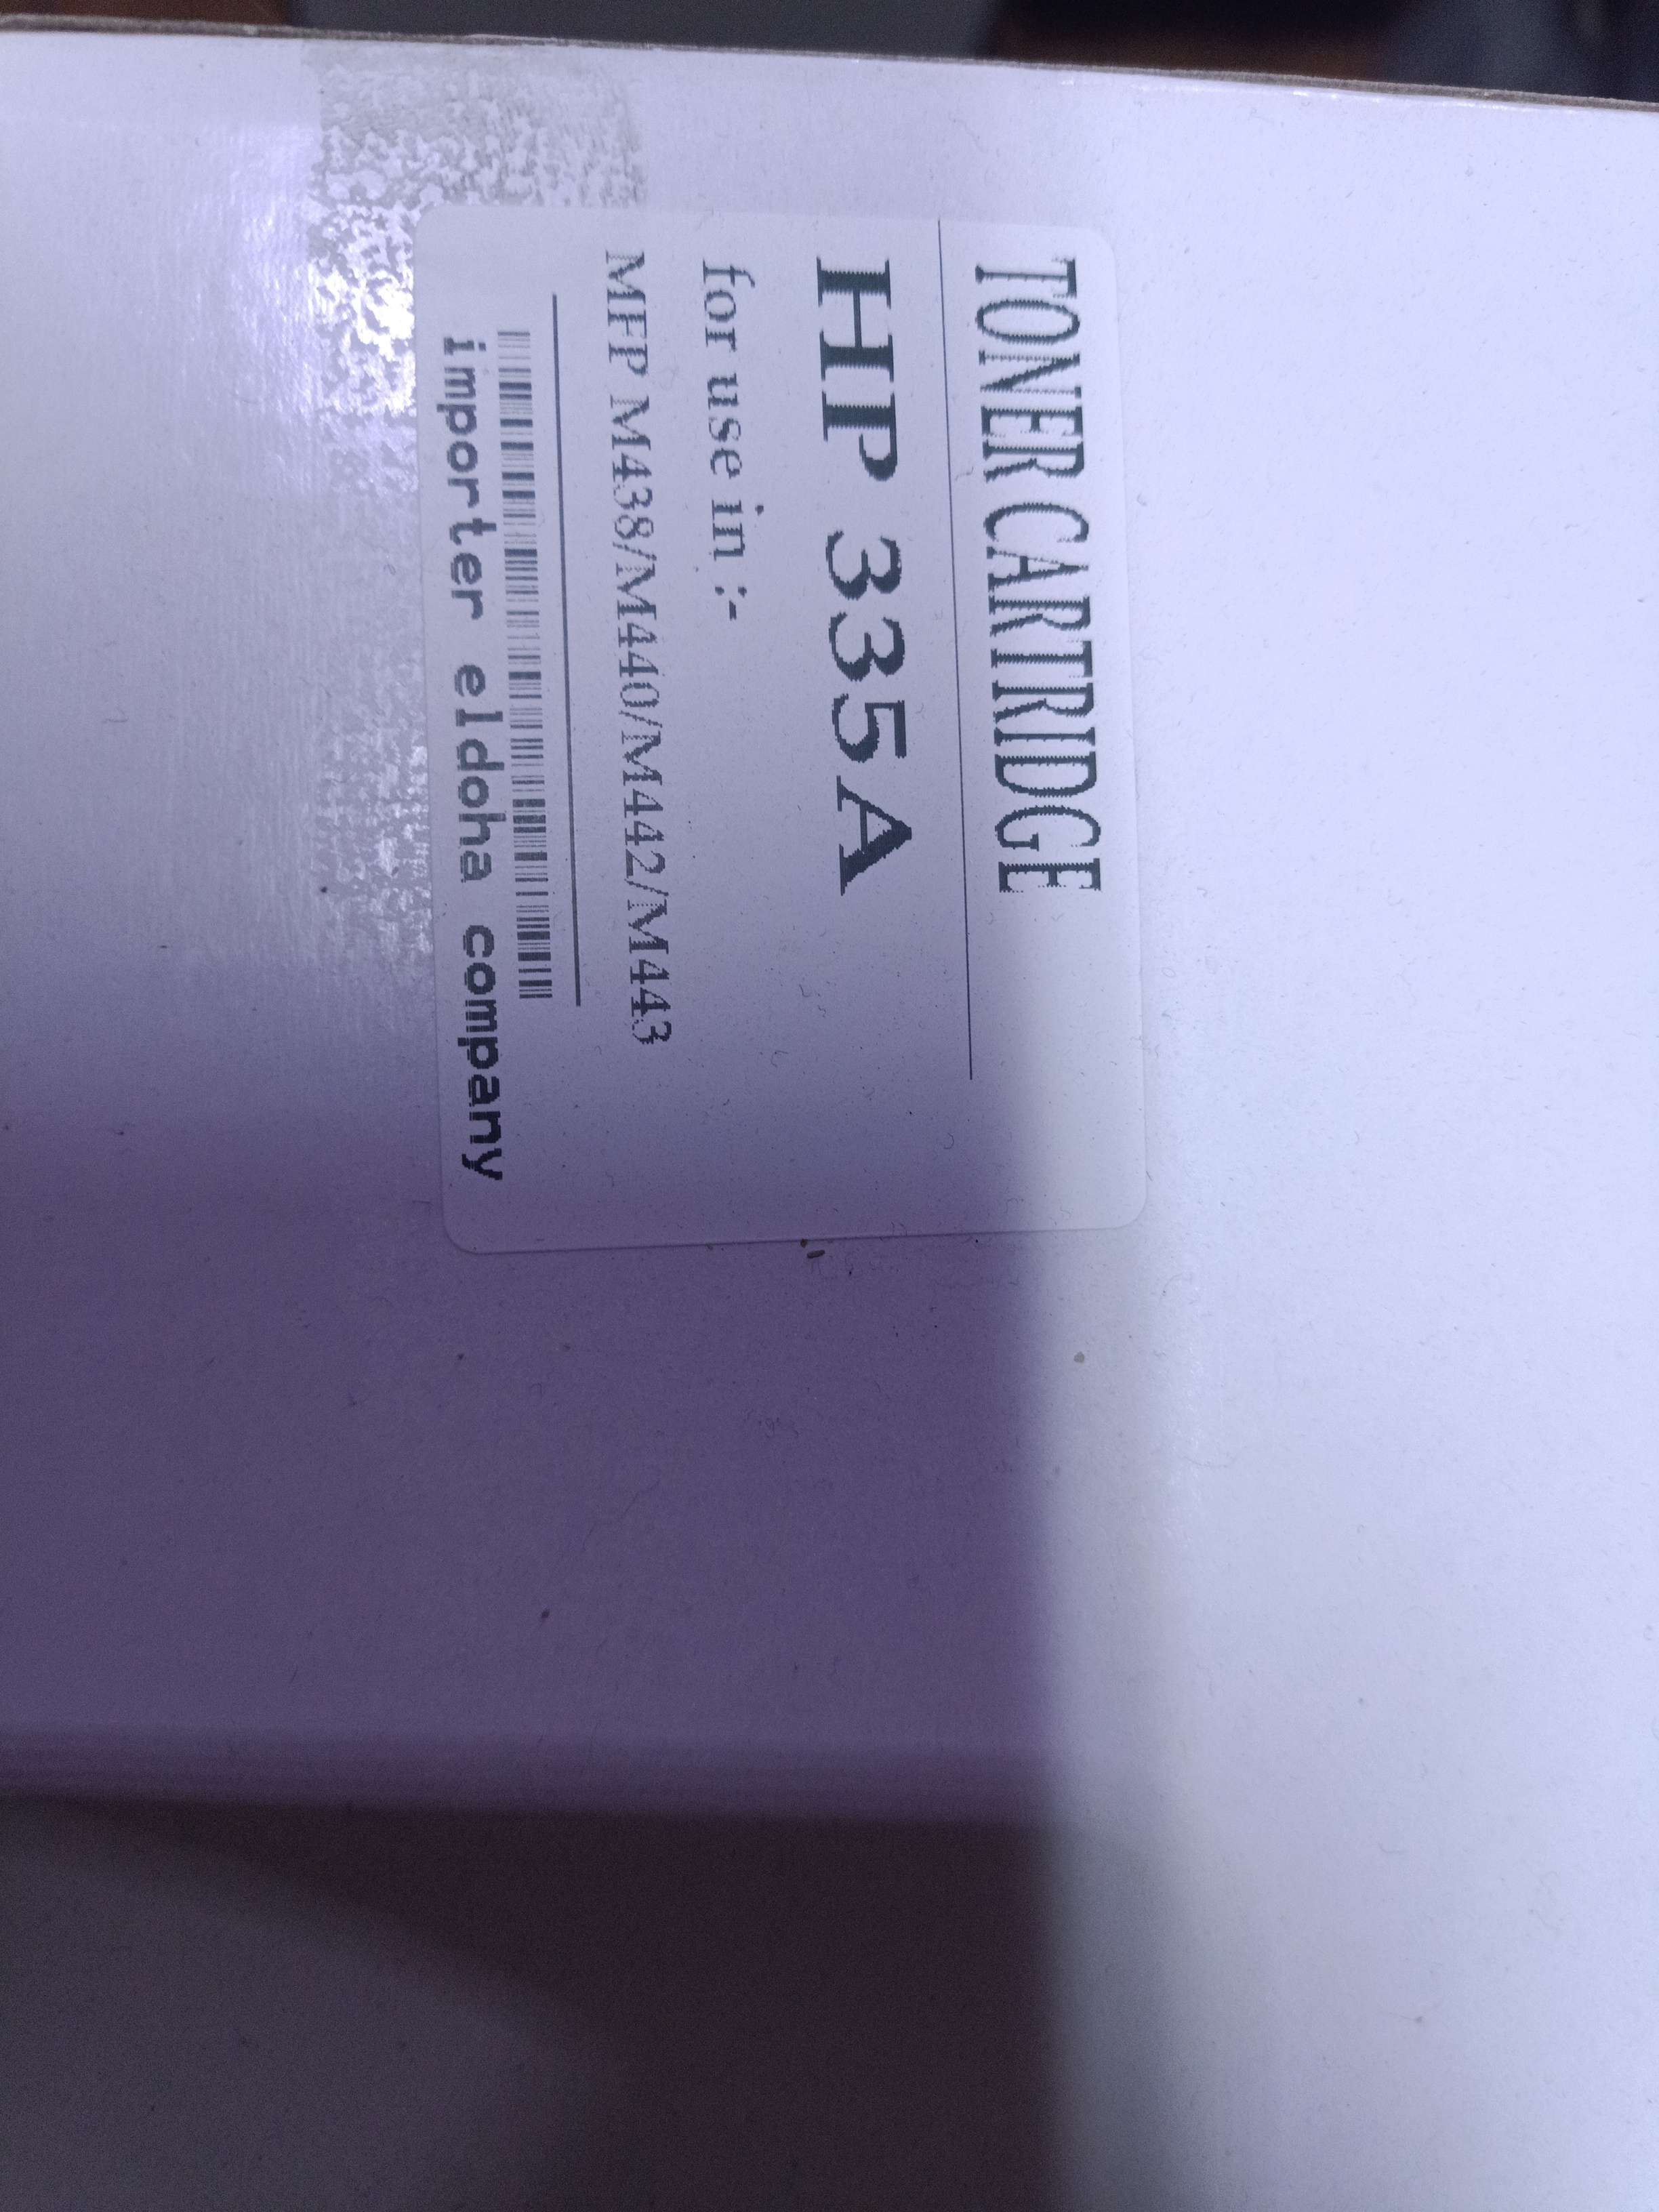 TONER CARTRIDGE
HP 335A
for use in :-
MFP M438/M440/M442/M443
importer eldoha company